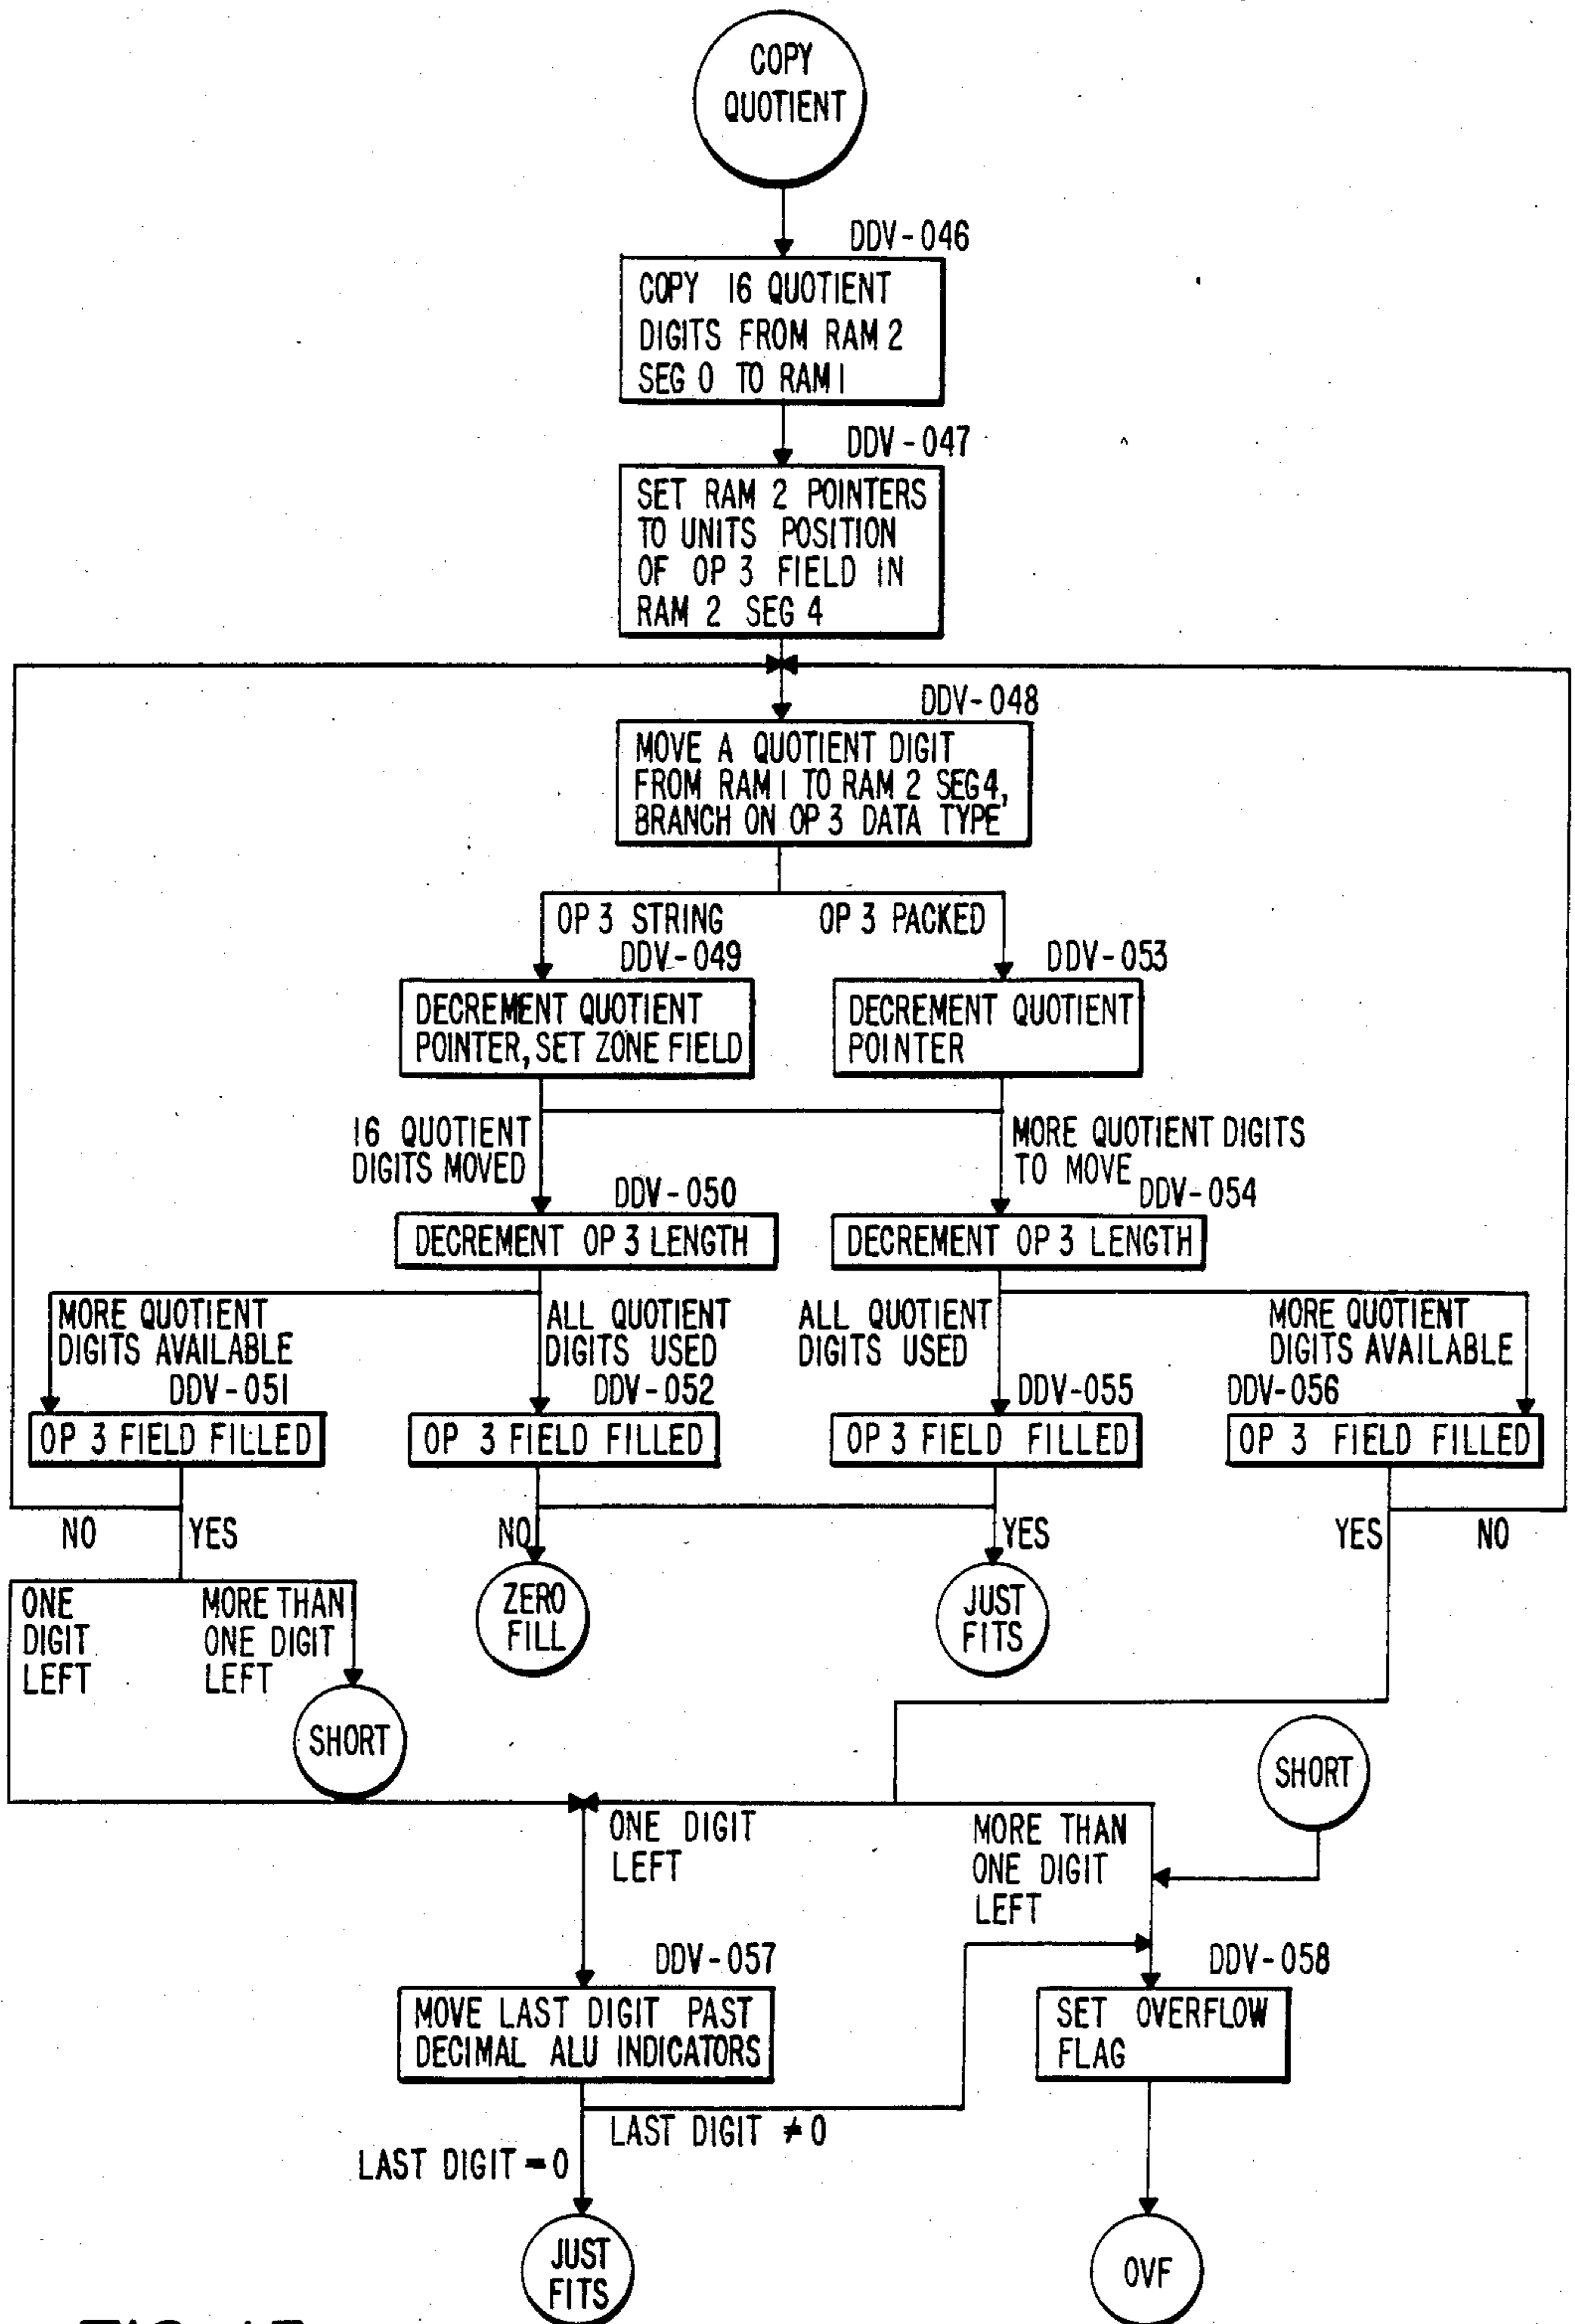 COPY
QUOTIENT
DDV-046
COPY 16 QUOTIENT
DIGITS FROM RAM 2
SEG 0 TO RAM 1
DDV-047
SET RAM 2 POINTERS
TO UNITS POSITION
OF OP 3 FIELD IN
RAM 2 SEG 4
DDV-048
MOVE A QUOTIENT DIGIT
FROM RAM 1 TO RAM 2 SEG 4,
BRANCH ON OP 3 DATA TYPE
OP 3 STRING
OP 3 PACKED
DDV-049
DDV-053
DECREMENT QUOTIENT
POINTER, SET ZONE FIELD
DECREMENT QUOTIENT
POINTER
16 QUOTIENT
DIGITS MOVED
MORE QUOTIENT DIGITS
TO MOVE
DDV-050
DDV-054
DECREMENT OP 3 LENGTH
DECREMENT OP 3 LENGTH
MORE QUOTIENT
DIGITS AVAILABLE
ALL QUOTIENT
DIGITS USED
ALL QUOTIENT
DIGITS USED
MORE QUOTIENT
DIGITS AVAILABLE
DDV-051
DDV-052
DDV-055
DDV-056
OP 3 FIELD FILLED
OP 3 FIELD FILLED
OP 3 FIELD FILLED
OP 3 FIELD FILLED
NO
YES
NO
YES
YES
NO
ONE
DIGIT
LEFT
MORE THAN
ONE DIGIT
LEFT
ZERO
FILL
JUST
FITS
SHORT
SHORT
ONE DIGIT
LEFT
MORE THAN
ONE DIGIT
LEFT
DDV-057
DDV-058
MOVE LAST DIGIT PAST
DECIMAL ALU INDICATORS
SET OVERFLOW
FLAG
LAST DIGIT ≠ 0
LAST DIGIT = 0
JUST
FITS
OVF